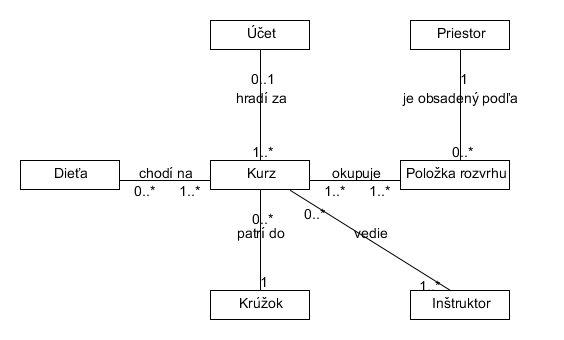 Účet
Priestor
0..1
1
hradí za
je obsadený podľa
1..*
0..*
Dieťa
chodí na
Kurz
okupuje
Položka rozvrhu
0..*
1..*
1..*
1..*
0..*
0..*
patrí do
vedie
1
1..*
Krúžok
Inštruktor